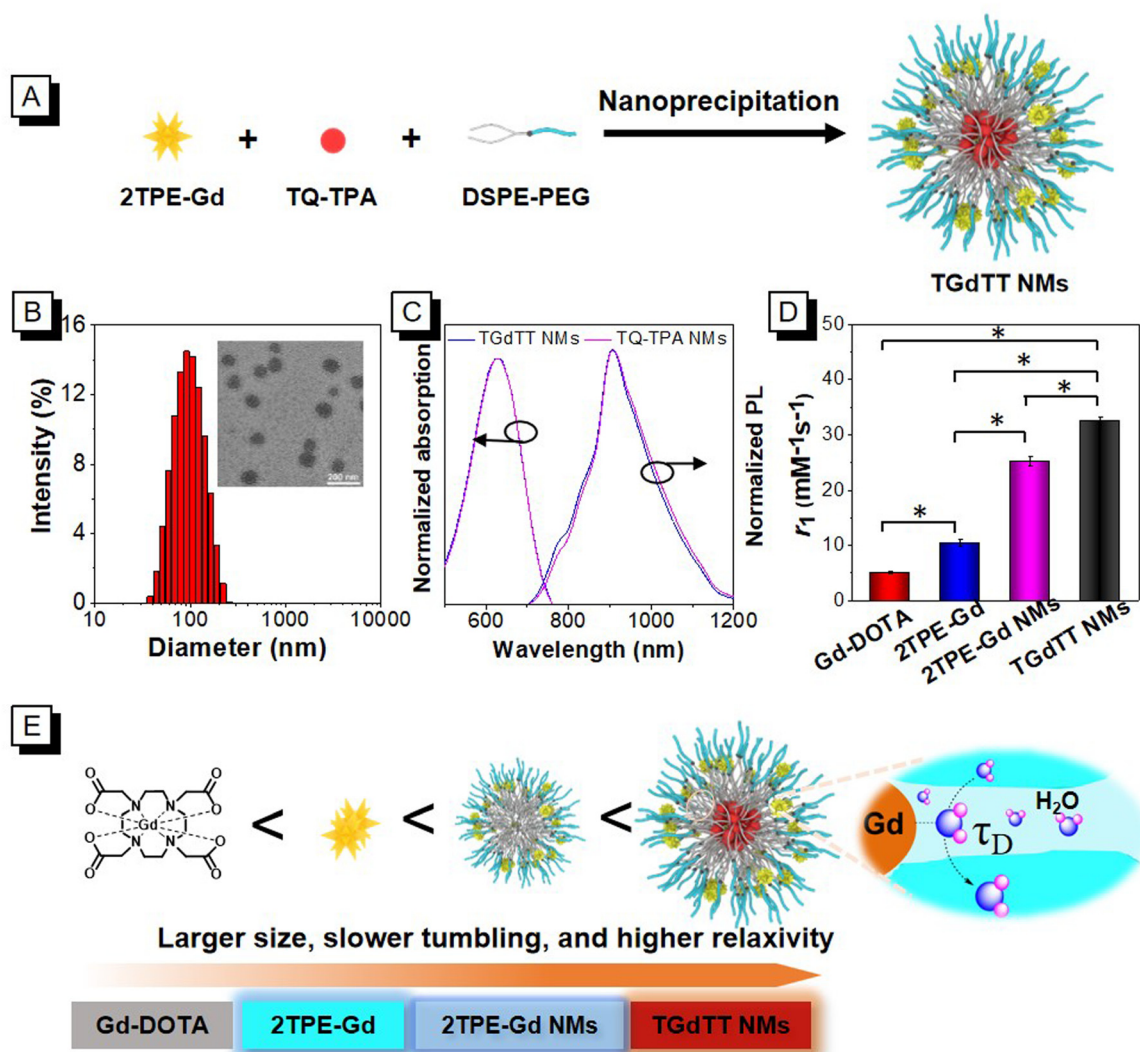 A
2TPE-Gd + TQ-TPA + DSPE-PEG
Nanoprecipitation
TGdTT NMs
B
Intensity (%)
16
12
8
4
0
10 100 1000 10000
Diameter (nm)
200 nm
C
Normalized absorption
TGdTT NMs TQ-TPA NMs
Normalized PL
600 800 1000 1200
Wavelength (nm)
D
r1 (mM-1s-1)
50
40
30
20
10
0
*
*
*
*
*
Gd-DOTA
2TPE-Gd
2TPE-Gd NMs
TGdTT NMs
E
O O
O O
N N
Gd
N N
O O
O O
< < <
Gd
H2O
τD
Larger size, slower tumbling, and higher relaxivity
Gd-DOTA 2TPE-Gd 2TPE-Gd NMs TGdTT NMs